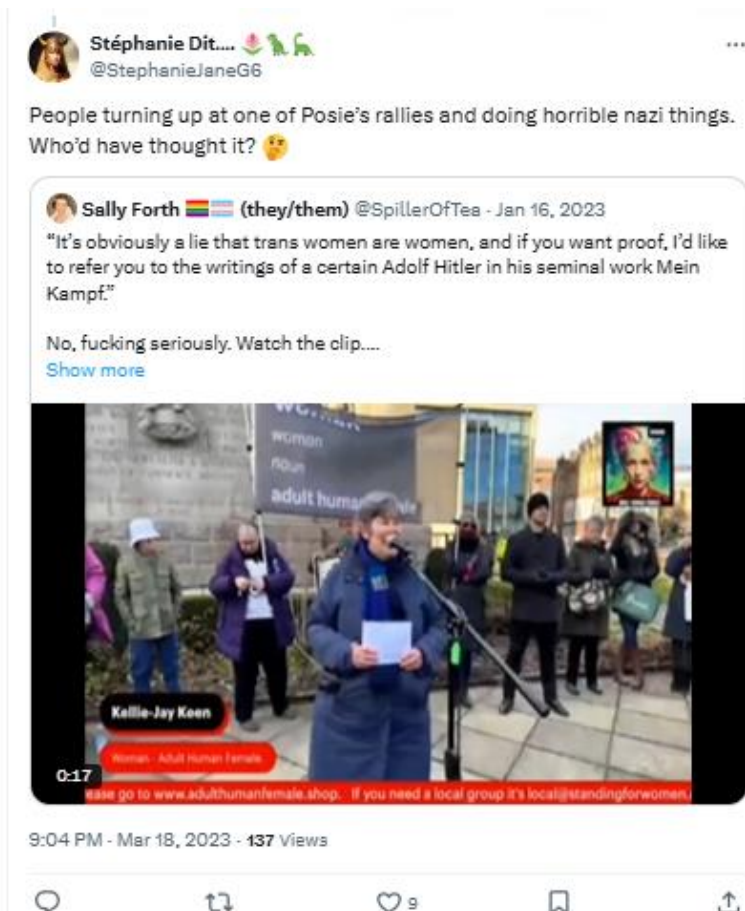 Stéphanie Dit....
@StephanieJaneG6
People turning up at one of Posie's rallies and doing horrible nazi things.
Who'd have thought it?
Sally Forth (they/them) @SpillerOfTea · Jan 16, 2023
“It's obviously a lie that trans women are women, and if you want proof, I'd like
to refer you to the writings of a certain Adolf Hitler in his seminal work Mein
Kampf.”
No, fucking seriously. Watch the clip....
Show more
woman
noun
adult human
Kellie-Jay Keen
Woman - Adult Human Female
0:17
ease go to www.adulthumanfemale.shop. If you need a local group it's local@standingforwomen.
9:04 PM · Mar 18, 2023 · 137 Views
9